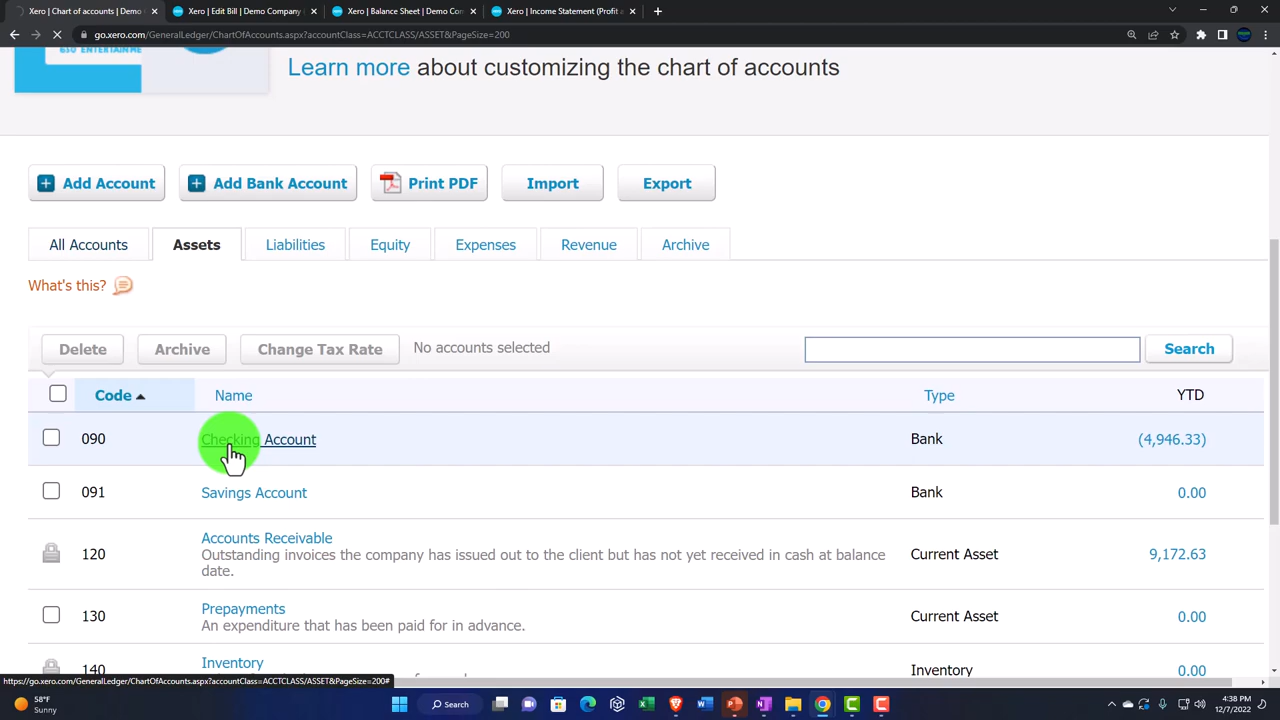 Xero | Chart of accounts | Demo
Xero | Edit Bill | Demo Company
Xero | Balance Sheet | Demo Con
Xero | Income Statement (Print
go.xero.com/GeneralLedger/ChartOfAccounts.aspx?accountClass=ACCTCLASS/ASSET&PageSize=200
Learn more about customizing the chart of accounts
Add Account
Add Bank Account
Print PDF
Import
Export
All Accounts
Assets
Liabilities
Equity
Expenses
Revenue
Archive
What's this?
Delete
Archive
Change Tax Rate
No accounts selected
Search
Code
Name
Type
YTD
090
Checking Account
Bank
(4,946.33)
091
Savings Account
Bank
0.00
120
Accounts Receivable
Outstanding invoices the company has issued out to the client but has not yet received in cash at balance
date.
Current Asset
9,172.63
130
Prepayments
An expenditure that has been paid for in advance.
Current Asset
0.00
140
Inventory
Inventory
0.00
https://go.xero.com/GeneralLedger/ChartOfAccounts.aspx?accountClass=ACCTCLASS/ASSET&PageSize=200#
58°F
Sunny
Search
4:38 PM
12/7/2022